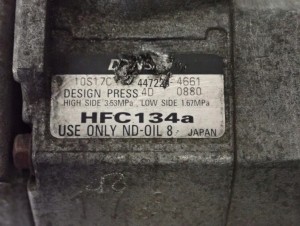 DENSO
10S17C 4661
DESIGN PRESS 4D 0880
HIGH SIDE 3.53MPa, LOW SIDE 1.67MPa
HFC134a
USE ONLY ND-OIL 8 JAPAN